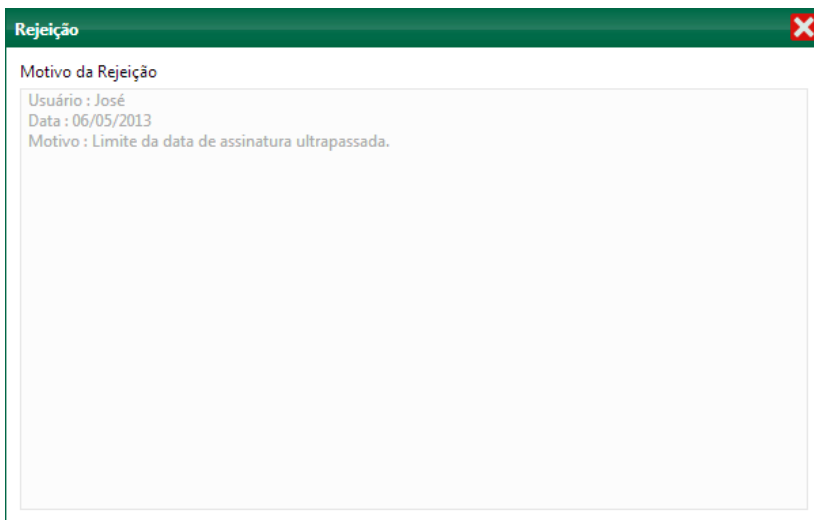 Rejeição
Motivo da Rejeição
Usuário : José
Data : 06/05/2013
Motivo : Limite da data de assinatura ultrapassada.